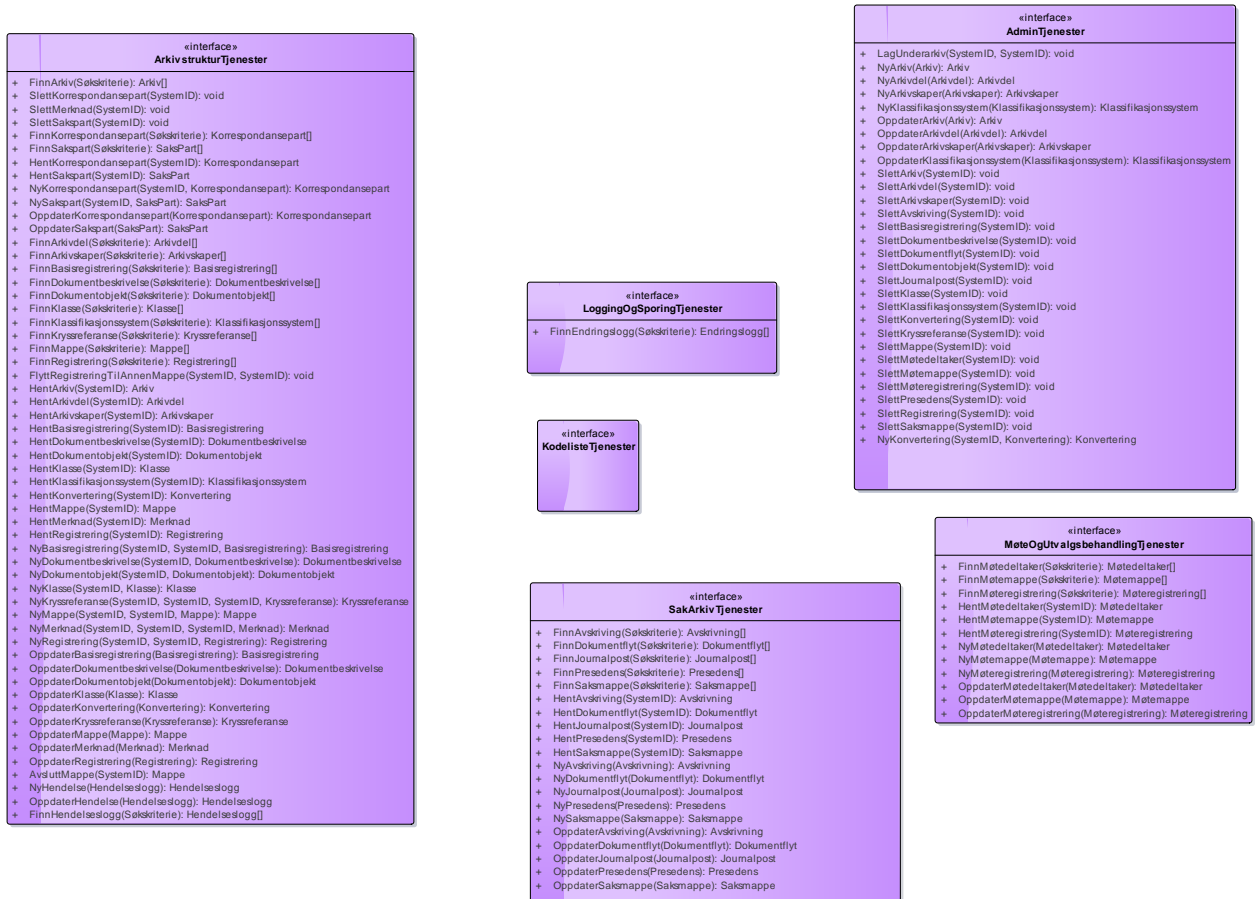 «interface»
ArkivstrukturTjenester
+ FinnArkiv(Søkskriterie): Arkiv[]
+ SlettKorrespondansepart(SystemID): void
+ SlettMerknad(SystemID): void
+ SlettSakspart(SystemID): void
+ FinnKorrespondansepart(Søkskriterie): Korrespondansepart[]
+ FinnSakspart(Søkskriterie): SaksPart[]
+ HentKorrespondansepart(SystemID): Korrespondansepart
+ HentSakspart(SystemID): SaksPart
+ NyKorrespondansepart(SystemID, Korrespondansepart): Korrespondansepart
+ NySakspart(SystemID, SaksPart): SaksPart
+ OppdaterKorrespondansepart(Korrespondansepart): Korrespondansepart
+ OppdaterSakspart(SaksPart): SaksPart
+ FinnArkivdel(Søkskriterie): Arkivdel[]
+ FinnArkivskaper(Søkskriterie): Arkivskaper[]
+ FinnBasisregistrering(Søkskriterie): Basisregistrering[]
+ FinnDokumentbeskrivelse(Søkskriterie): Dokumentbeskrivelse[]
+ FinnDokumentobjekt(Søkskriterie): Dokumentobjekt[]
+ FinnKlasse(Søkskriterie): Klasse[]
+ FinnKlassifikasjonssystem(Søkskriterie): Klassifikasjonssystem[]
+ FinnKryssreferanse(Søkskriterie): Kryssreferanse[]
+ FinnMappe(Søkskriterie): Mappe[]
+ FinnRegistrering(Søkskriterie): Registrering[]
+ FlyttRegistreringTilAnnenMappe(SystemID, SystemID): void
+ HentArkiv(SystemID): Arkiv
+ HentArkivdel(SystemID): Arkivdel
+ HentArkivskaper(SystemID): Arkivskaper
+ HentBasisregistrering(SystemID): Basisregistrering
+ HentDokumentbeskrivelse(SystemID): Dokumentbeskrivelse
+ HentDokumentobjekt(SystemID): Dokumentobjekt
+ HentKlasse(SystemID): Klasse
+ HentKlassifikasjonssystem(SystemID): Klassifikasjonssystem
+ HentKonvertering(SystemID): Konvertering
+ HentMappe(SystemID): Mappe
+ HentMerknad(SystemID): Merknad
+ HentRegistrering(SystemID): Registrering
+ NyBasisregistrering(SystemID, SystemID, Basisregistrering): Basisregistrering
+ NyDokumentbeskrivelse(SystemID, Dokumentbeskrivelse): Dokumentbeskrivelse
+ NyDokumentobjekt(SystemID, Dokumentobjekt): Dokumentobjekt
+ NyKlasse(SystemID, Klasse): Klasse
+ NyKryssreferanse(SystemID, SystemID, SystemID, Kryssreferanse): Kryssreferanse
+ NyMappe(SystemID, SystemID, Mappe): Mappe
+ NyMerknad(SystemID, SystemID, SystemID, Merknad): Merknad
+ NyRegistrering(SystemID, SystemID, Registrering): Registrering
+ OppdaterBasisregistrering(Basisregistrering): Basisregistrering
+ OppdaterDokumentbeskrivelse(Dokumentbeskrivelse): Dokumentbeskrivelse
+ OppdaterDokumentobjekt(Dokumentobjekt): Dokumentobjekt
+ OppdaterKlasse(Klasse): Klasse
+ OppdaterKonvertering(Konvertering): Konvertering
+ OppdaterKryssreferanse(Kryssreferanse): Kryssreferanse
+ OppdaterMappe(Mappe): Mappe
+ OppdaterMerknad(Merknad): Merknad
+ OppdaterRegistrering(Registrering): Registrering
+ AvsluttMappe(SystemID): Mappe
+ NyHendelse(Hendelseslogg): Hendelseslogg
+ OppdaterHendelse(Hendelseslogg): Hendelseslogg
+ FinnHendelseslogg(Søkskriterie): Hendelseslogg[]
«interface»
LoggingOgSporingTjenester
+ FinnEndringslogg(Søkskriterie): Endringslogg[]
«interface»
KodelisteTjenester
«interface»
SakArkivTjenester
+ FinnAvskriving(Søkskriterie): Avskrivning[]
+ FinnDokumentflyt(Søkskriterie): Dokumentflyt[]
+ FinnJournalpost(Søkskriterie): Journalpost[]
+ FinnPresedens(Søkskriterie): Presedens[]
+ FinnSaksmappe(Søkskriterie): Saksmappe[]
+ HentAvskriving(SystemID): Avskrivning
+ HentDokumentflyt(SystemID): Dokumentflyt
+ HentJournalpost(SystemID): Journalpost
+ HentPresedens(SystemID): Presedens
+ HentSaksmappe(SystemID): Saksmappe
+ NyAvskriving(Avskrivning): Avskrivning
+ NyDokumentflyt(Dokumentflyt): Dokumentflyt
+ NyJournalpost(Journalpost): Journalpost
+ NyPresedens(Presedens): Presedens
+ NySaksmappe(Saksmappe): Saksmappe
+ OppdaterAvskriving(Avskrivning): Avskrivning
+ OppdaterDokumentflyt(Dokumentflyt): Dokumentflyt
+ OppdaterJournalpost(Journalpost): Journalpost
+ OppdaterPresedens(Presedens): Presedens
+ OppdaterSaksmappe(Saksmappe): Saksmappe
«interface»
AdminTjenester
+ LagUnderarkiv(SystemID, SystemID): void
+ NyArkiv(Arkiv): Arkiv
+ NyArkivdel(Arkivdel): Arkivdel
+ NyArkivskaper(Arkivskaper): Arkivskaper
+ NyKlassifikasjonssystem(Klassifikasjonssystem): Klassifikasjonssystem
+ OppdaterArkiv(Arkiv): Arkiv
+ OppdaterArkivdel(Arkivdel): Arkivdel
+ OppdaterArkivskaper(Arkivskaper): Arkivskaper
+ OppdaterKlassifikasjonssystem(Klassifikasjonssystem): Klassifikasjonssystem
+ SlettArkiv(SystemID): void
+ SlettArkivdel(SystemID): void
+ SlettArkivskaper(SystemID): void
+ SlettAvskriving(SystemID): void
+ SlettBasisregistrering(SystemID): void
+ SlettDokumentbeskrivelse(SystemID): void
+ SlettDokumentflyt(SystemID): void
+ SlettDokumentobjekt(SystemID): void
+ SlettJournalpost(SystemID): void
+ SlettKlasse(SystemID): void
+ SlettKlassifikasjonssystem(SystemID): void
+ SlettKonvertering(SystemID): void
+ SlettKryssreferanse(SystemID): void
+ SlettMappe(SystemID): void
+ SlettMøtedeltaker(SystemID): void
+ SlettMøtemappe(SystemID): void
+ SlettMøteregistrering(SystemID): void
+ SlettPresedens(SystemID): void
+ SlettRegistrering(SystemID): void
+ SlettSaksmappe(SystemID): void
+ NyKonvertering(SystemID, Konvertering): Konvertering
«interface»
MøteOgUtvalgsbehandlingTjenester
+ FinnMøtedeltaker(Søkskriterie): Møtedeltaker[]
+ FinnMøtemappe(Søkskriterie): Møtemappe[]
+ FinnMøteregistrering(Søkskriterie): Møteregistrering[]
+ HentMøtedeltaker(SystemID): Møtedeltaker
+ HentMøtemappe(SystemID): Møtemappe
+ HentMøteregistrering(SystemID): Møteregistrering
+ NyMøtedeltaker(Møtedeltaker): Møtedeltaker
+ NyMøtemappe(Møtemappe): Møtemappe
+ NyMøteregistrering(Møteregistrering): Møteregistrering
+ OppdaterMøtedeltaker(Møtedeltaker): Møtedeltaker
+ OppdaterMøtemappe(Møtemappe): Møtemappe
+ OppdaterMøteregistrering(Møteregistrering): Møteregistrering